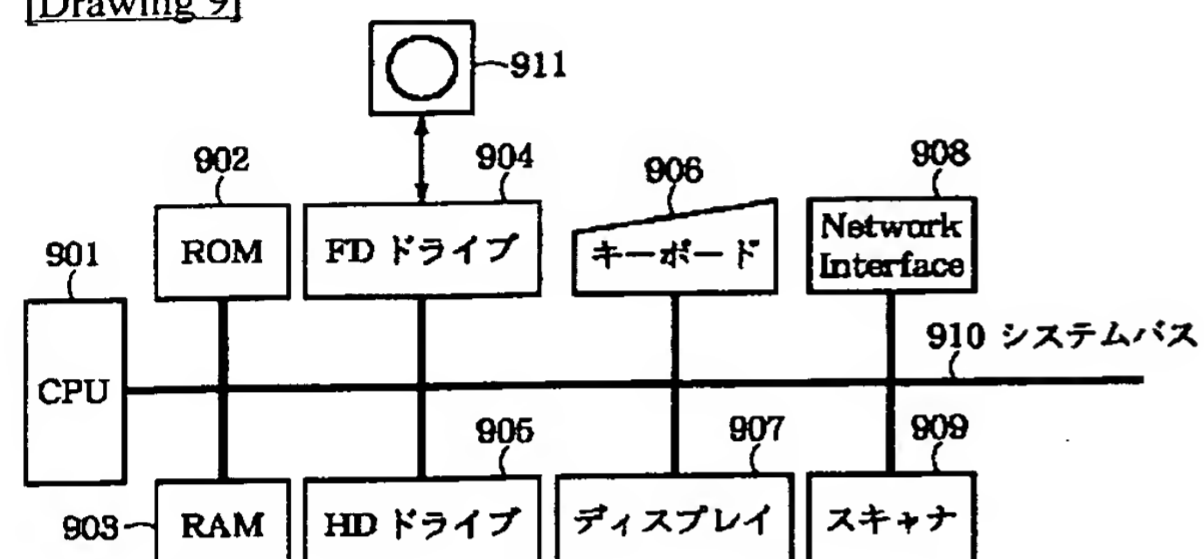 [Drawing 9]
911
902
904
906
908
901
ROM
FD ドライブ
キーボード
Network
Interface
910 システムバス
CPU
905
907
909
903
RAM
HD ドライブ
ディスプレイ
スキャナ